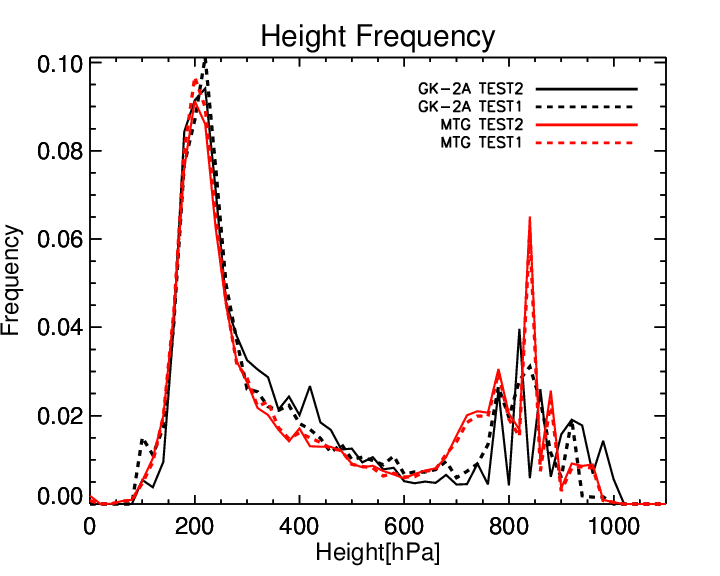 Height Frequency
0.10
0.08
0.06
0.04
0.02
0.00
Frequency
GK-2A TEST2
GK-2A TEST1
MTG TEST2
MTG TEST1
0 200 400 600 800 1000
Height[hPa]